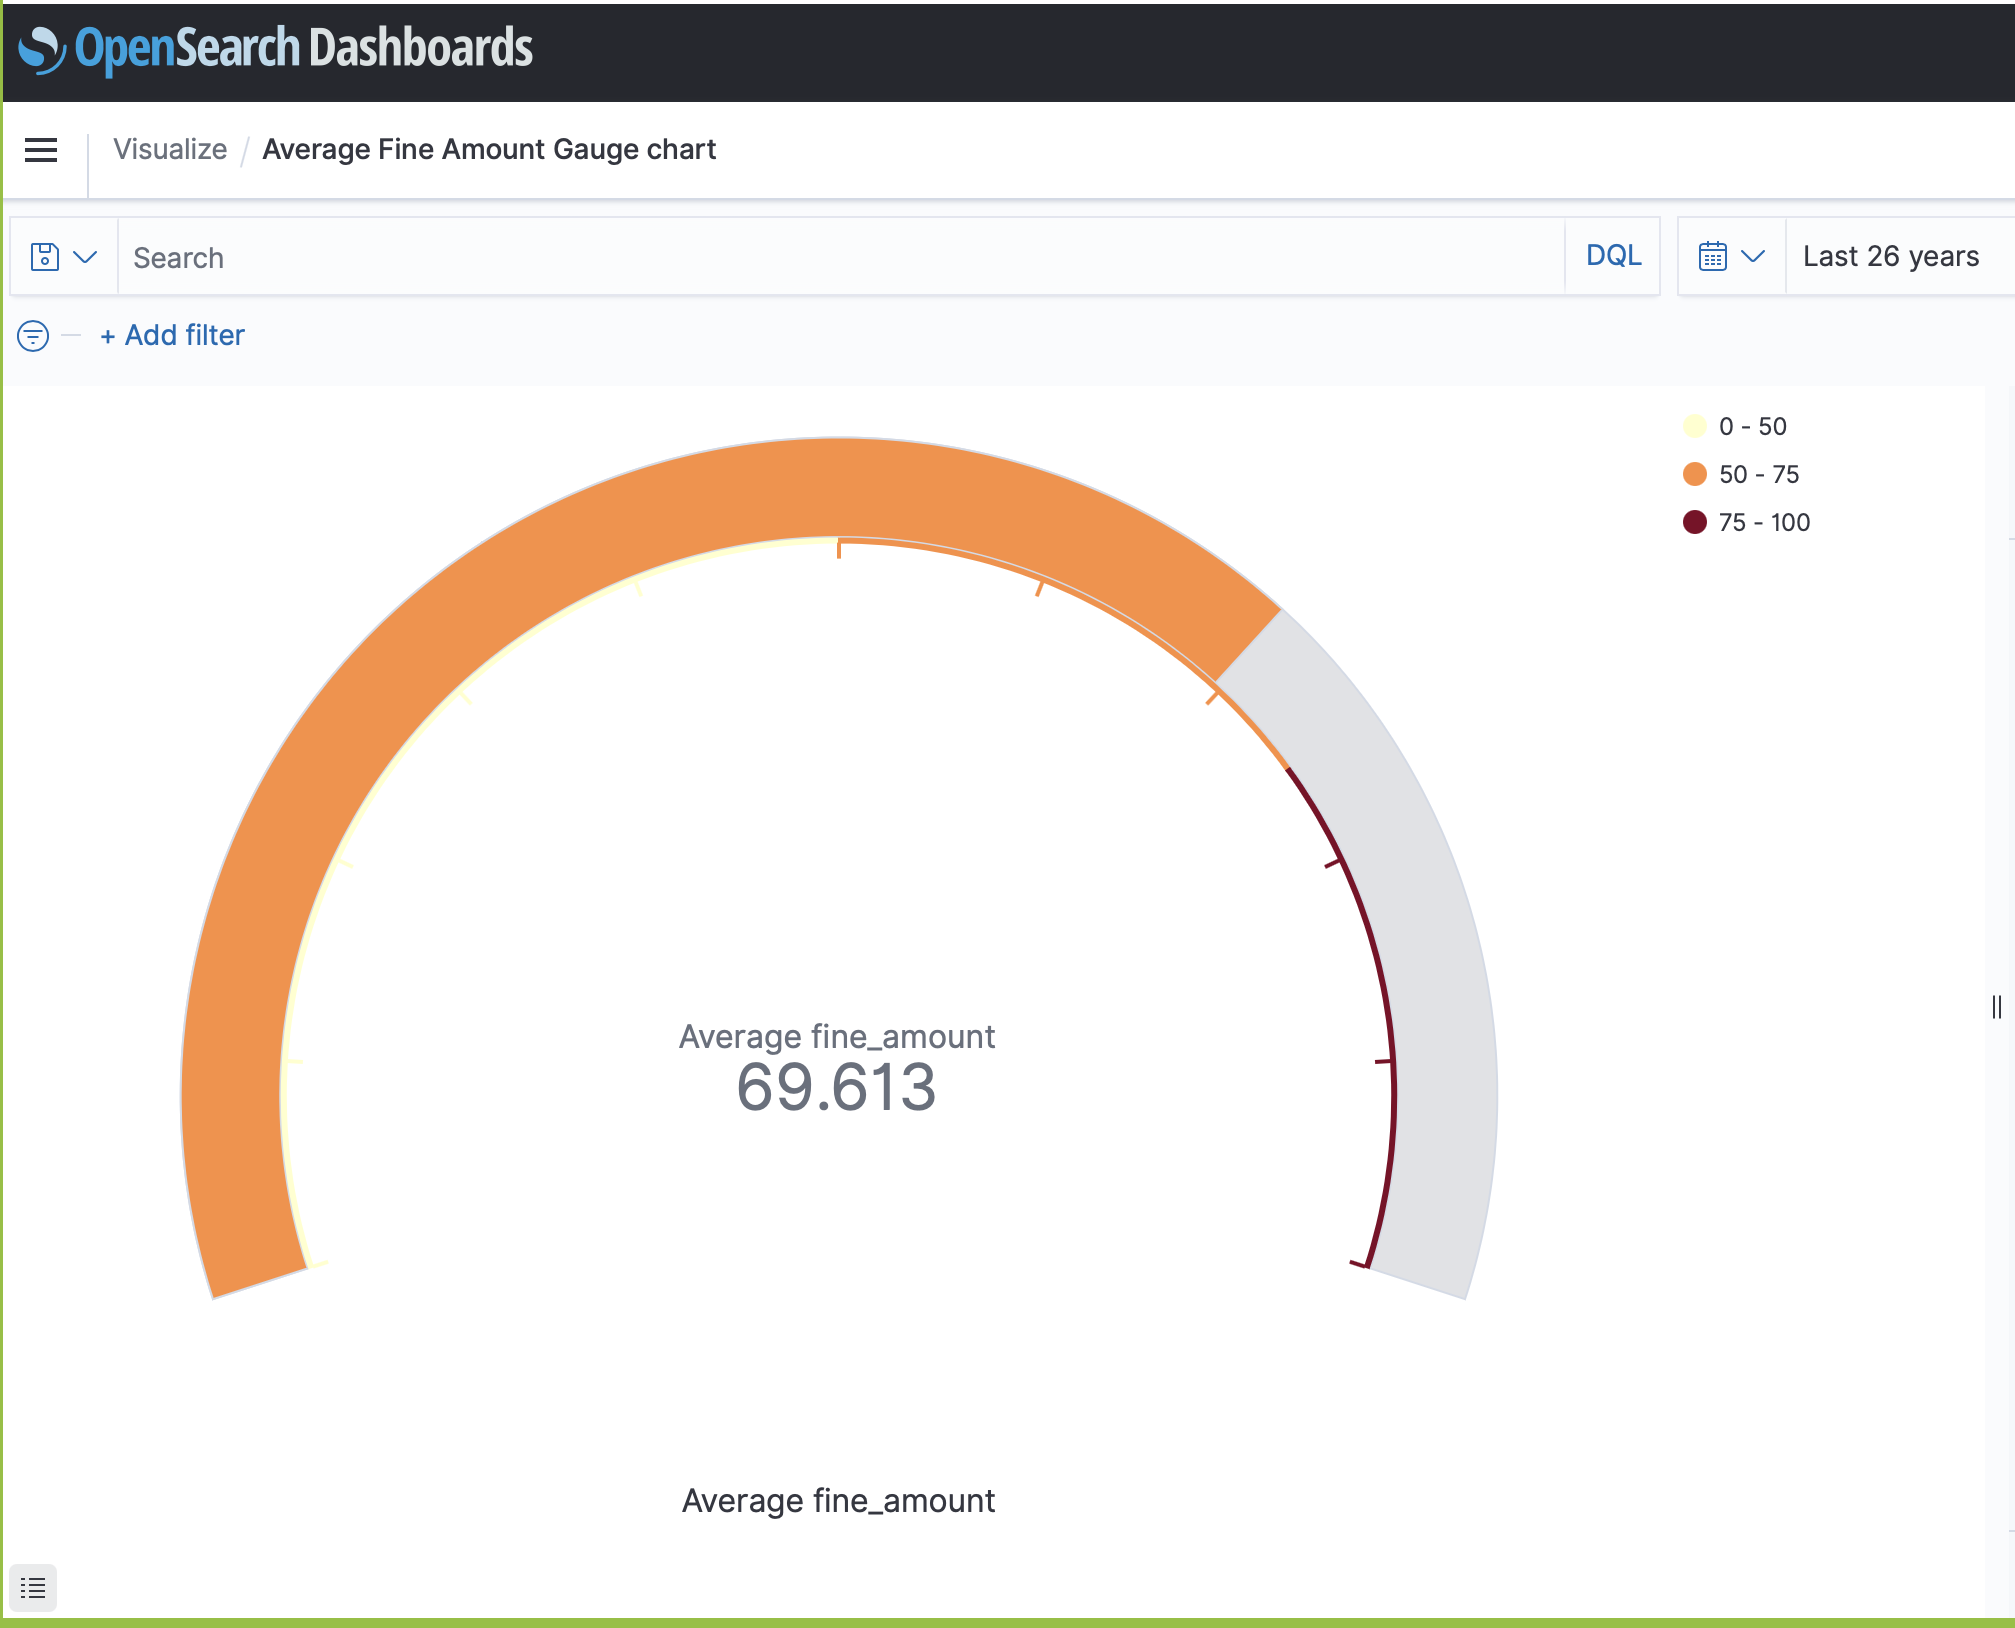 OpenSearch Dashboards
Visualize / Average Fine Amount Gauge chart
Search
DQL
Last 26 years
+ Add filter
0 - 50
50 - 75
75 - 100
Average fine_amount
69.613
Average fine_amount